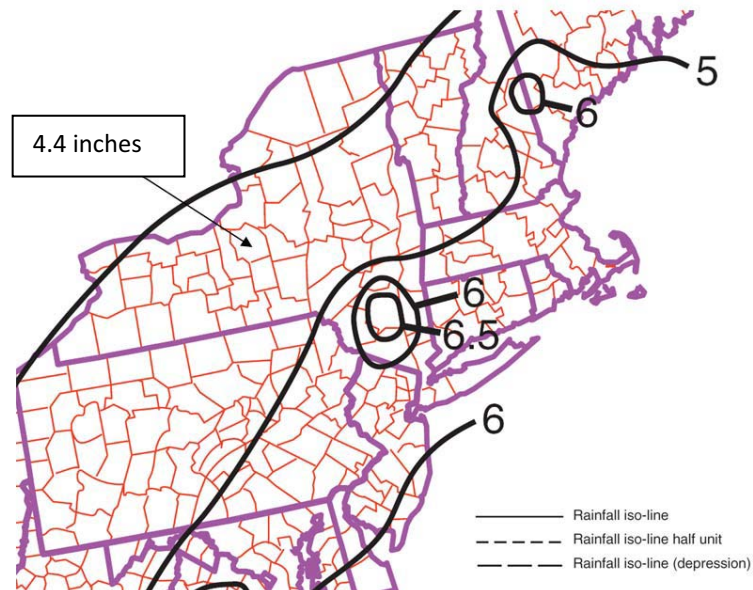 5
6
4.4 inches
6
6.5
6
Rainfall iso-line
Rainfall iso-line half unit
Rainfall iso-line (depression)